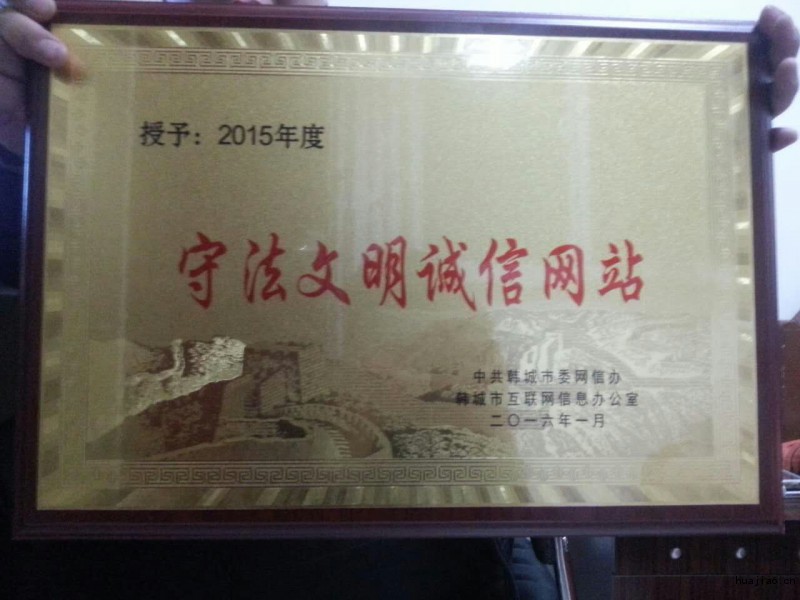 授予：2015年度
守法文明诚信网站
中共韩城市委网信办
韩城市互联网信息办公室
二〇一六年一月
huajfa6.cn